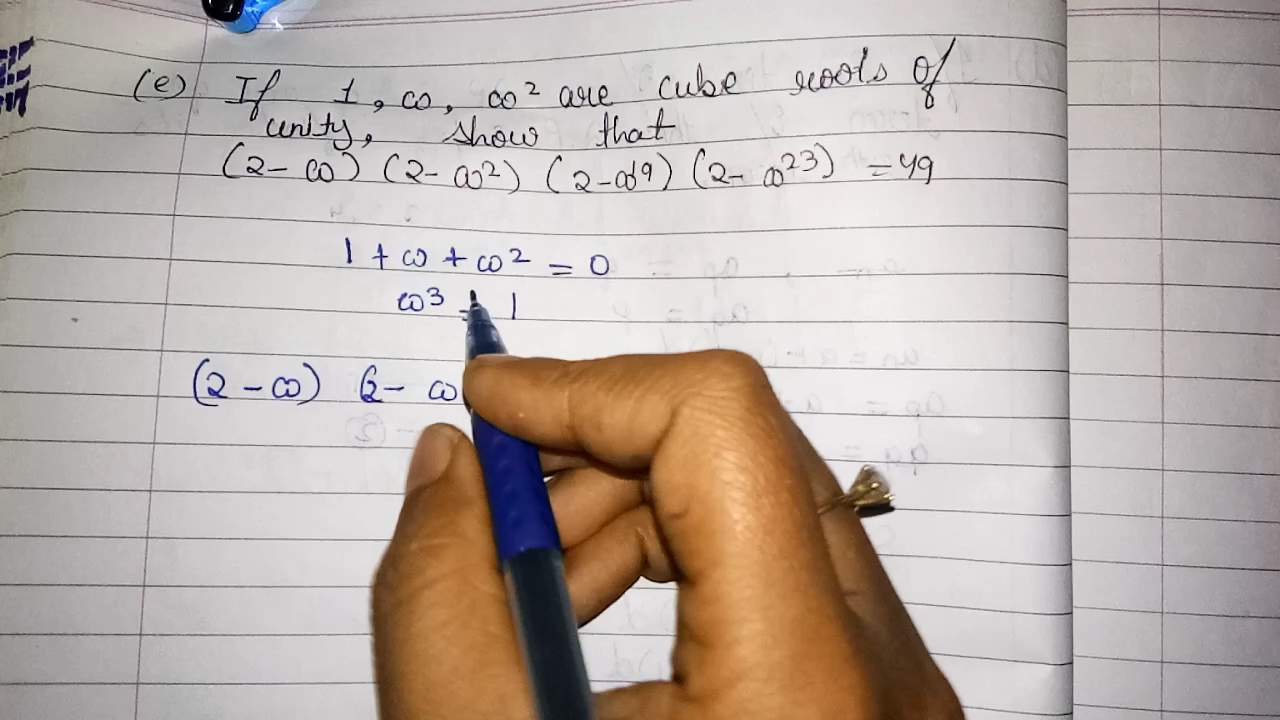 (e) If 1, ω, ω² are cube roots of
unity, show that
(2-ω) (2-ω²) (2-ω¹⁹) (2-ω²³) = 49
1 + ω + ω² = 0
ω³ = 1
(2-ω) (2-ω